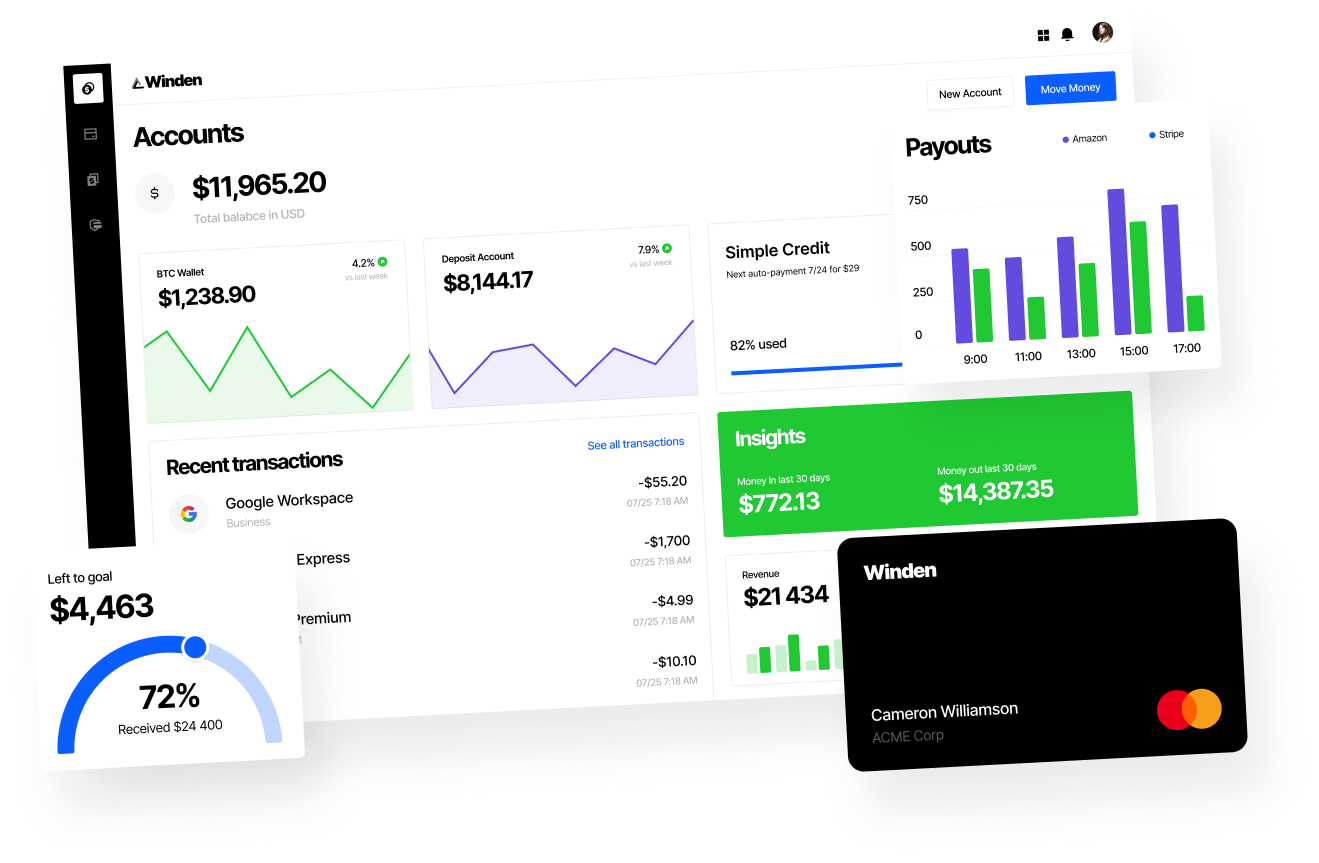 Winden
New Account
Move Money
Accounts
$
$11,965.20
Total balabce in USD
BTC Wallet
4.2%
vs last week
$1,238.90
Deposit Account
7.9%
vs last week
$8,144.17
Simple Credit
Next auto-payment 7/24 for $29
82% used
Payouts
Amazon
Stripe
750
500
250
0
9:00
11:00
13:00
15:00
17:00
Recent transactions
See all transactions
Google Workspace
Business
-$55.20
07/25 7:18 AM
Express
-$1,700
07/25 7:18 AM
Premium
-$4.99
07/25 7:18 AM
-$10.10
07/25 7:18 AM
Insights
Money in last 30 days
$772.13
Money out last 30 days
$14,387.35
Revenue
$21 434
Left to goal
$4,463
72%
Received $24 400
Winden
Cameron Williamson
ACME Corp